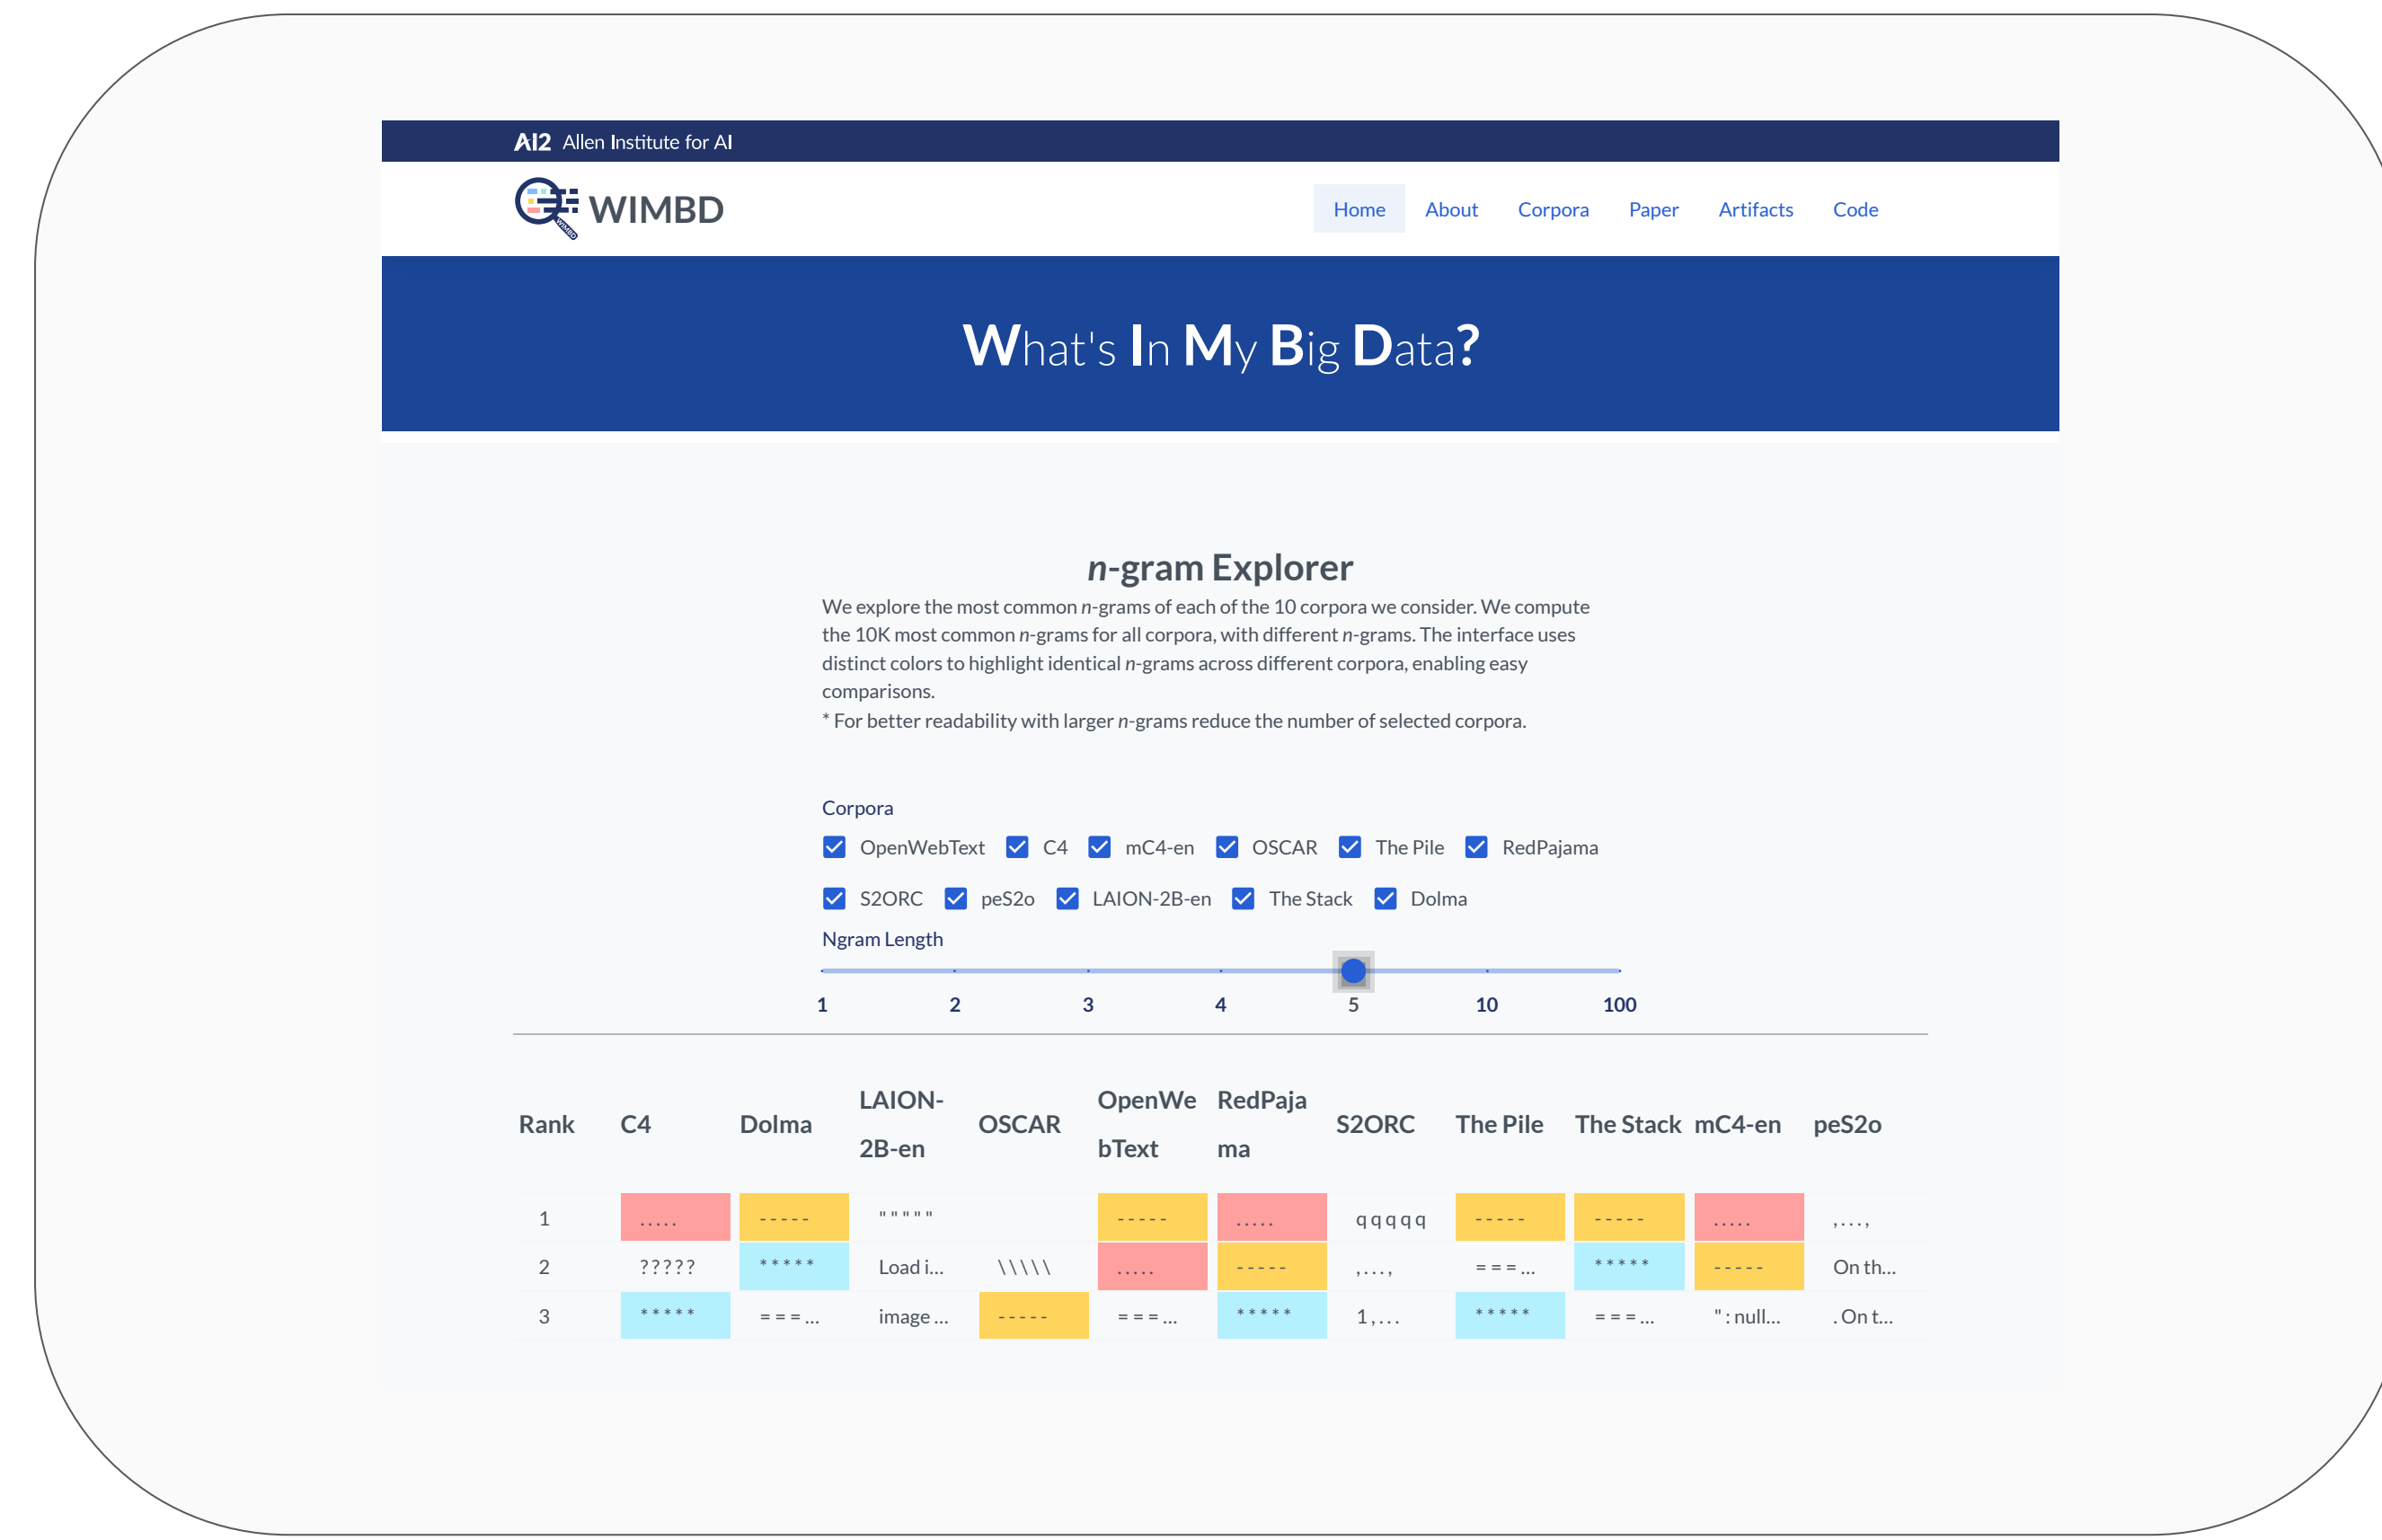 AI2 Allen Institute for AI
WIMBD
WIMBD
Home About Corpora Paper Artifacts Code
What's In My Big Data?
n-gram Explorer
We explore the most common n-grams of each of the 10 corpora we consider. We compute
the 10K most common n-grams for all corpora, with different n-grams. The interface uses
distinct colors to highlight identical n-grams across different corpora, enabling easy
comparisons.
* For better readability with larger n-grams reduce the number of selected corpora.
Corpora
OpenWebText C4 mC4-en OSCAR The Pile RedPajama
S2ORC peS2o LAION-2B-en The Stack Dolma
Ngram Length
1 2 3 4 5 10 100
Rank C4 Dolma LAION-2B-en OSCAR OpenWebText RedPajama S2ORC The Pile The Stack mC4-en peS2o
1 . . . . . - - - - - " " " " " - - - - - . . . . . q q q q q - - - - - - - - - - . . . . . , . . . ,
2 ? ? ? ? ? * * * * * Load i... \ \ \ \ \ . . . . . - - - - - , . . . , = = = ... * * * * * - - - - - On th...
3 * * * * * = = = ... image ... - - - - - = = = ... * * * * * 1 , . . . * * * * * = = = ... " : null... . On t...